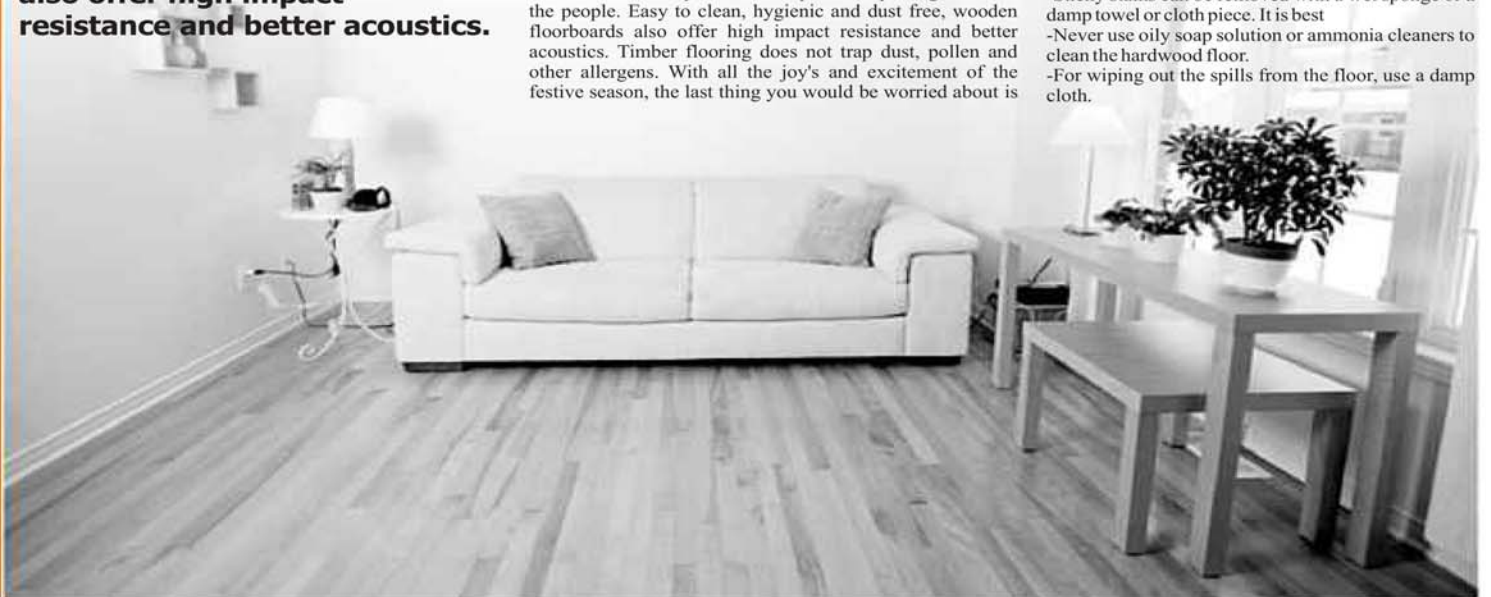 also offer high impact
resistance and better acoustics.
the people. Easy to clean, hygienic and dust free, wooden
floorboards also offer high impact resistance and better
acoustics. Timber flooring does not trap dust, pollen and
other allergens. With all the joy's and excitement of the
festive season, the last thing you would be worried about is
damp towel or cloth piece. It is best
-Never use oily soap solution or ammonia cleaners to
clean the hardwood floor.
-For wiping out the spills from the floor, use a damp
cloth.